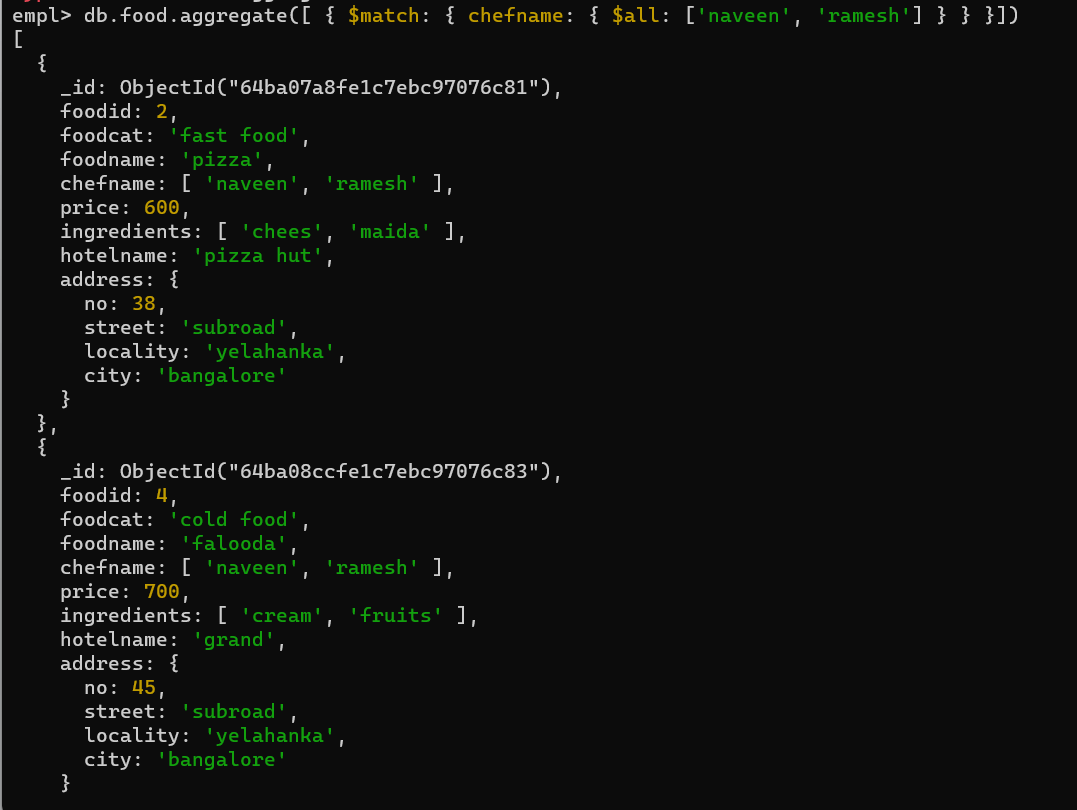 empl> db.food.aggregate([ { $match: { chefname: { $all: ['naveen', 'ramesh'] } } }])
[
  {
    _id: ObjectId("64ba07a8fe1c7ebc97076c81"),
    foodid: 2,
    foodcat: 'fast food',
    foodname: 'pizza',
    chefname: [ 'naveen', 'ramesh' ],
    price: 600,
    ingredients: [ 'chees', 'maida' ],
    hotelname: 'pizza hut',
    address: {
      no: 38,
      street: 'subroad',
      locality: 'yelahanka',
      city: 'bangalore'
    }
  },
  {
    _id: ObjectId("64ba08ccfe1c7ebc97076c83"),
    foodid: 4,
    foodcat: 'cold food',
    foodname: 'falooda',
    chefname: [ 'naveen', 'ramesh' ],
    price: 700,
    ingredients: [ 'cream', 'fruits' ],
    hotelname: 'grand',
    address: {
      no: 45,
      street: 'subroad',
      locality: 'yelahanka',
      city: 'bangalore'
    }